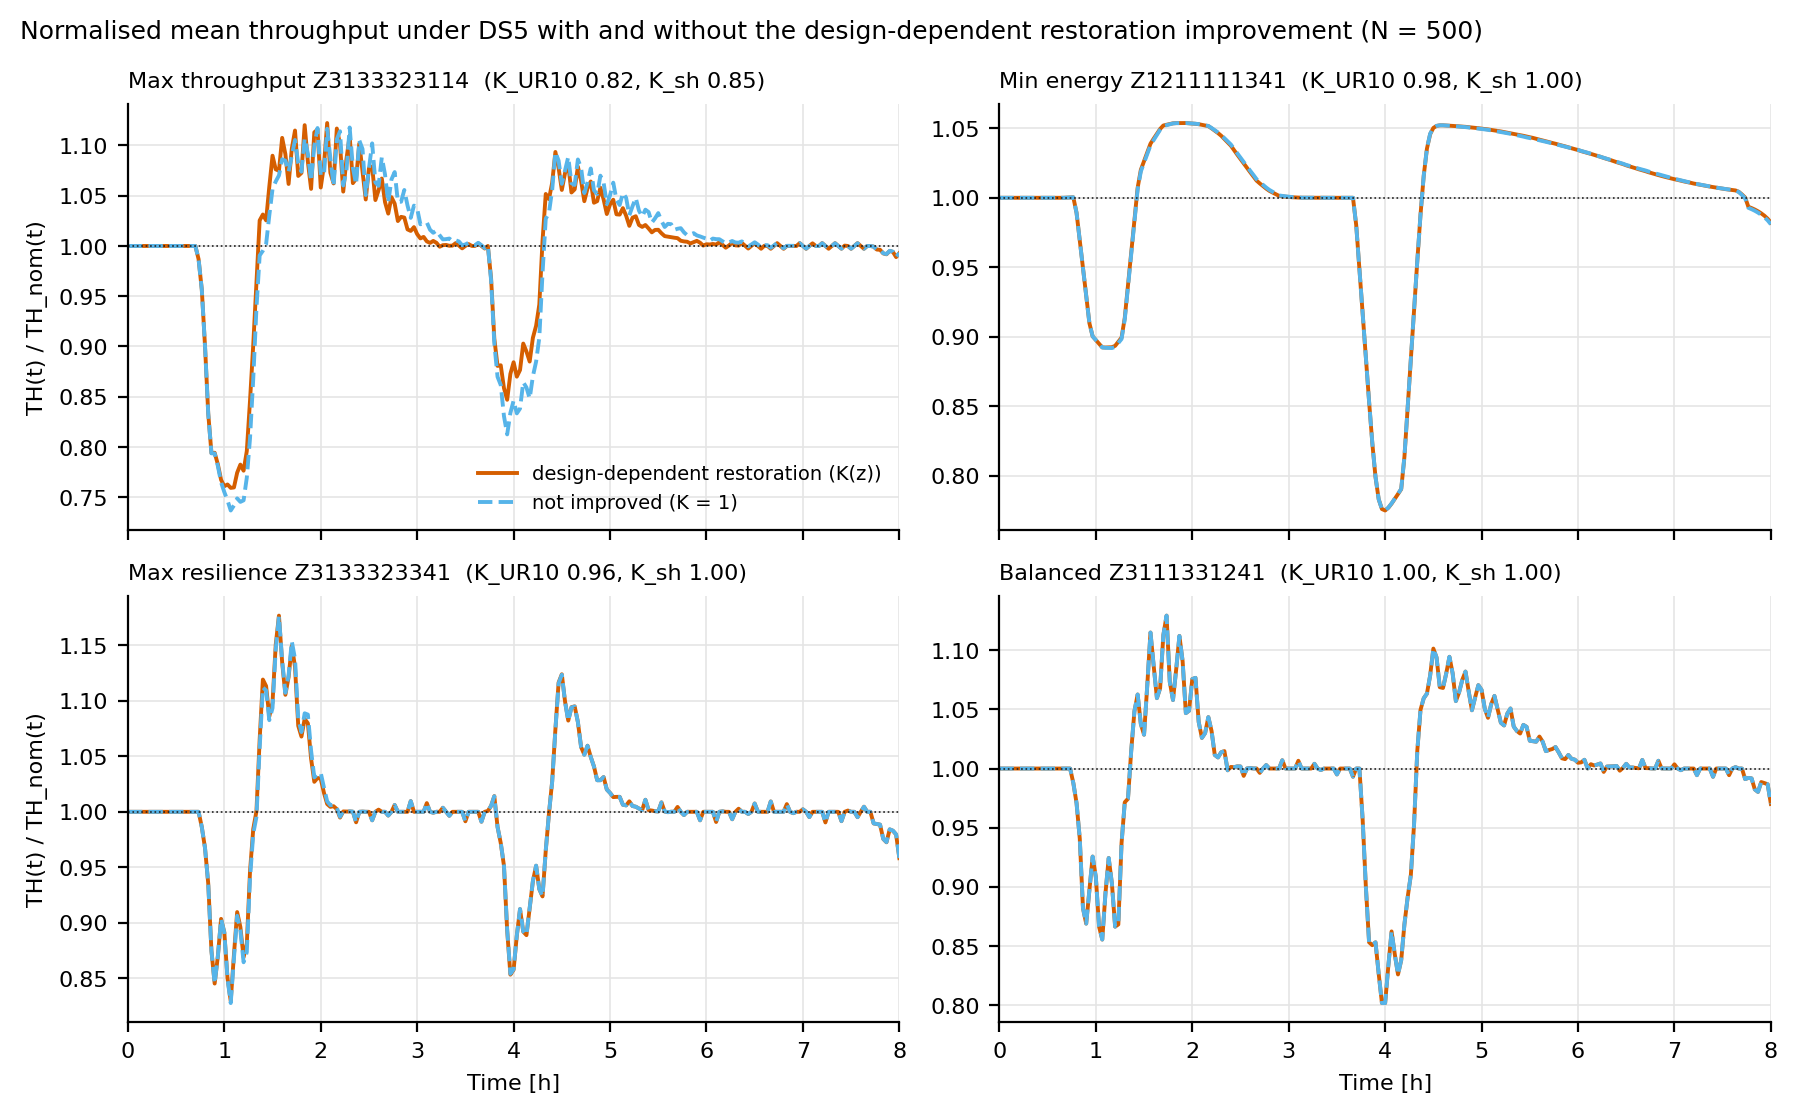 Normalised mean throughput under DS5 with and without the design-dependent restoration improvement (N = 500)
Max throughput Z3133323114  (K_UR10 0.82, K_sh 0.85)
TH(t) / TH_nom(t)
1.10
1.05
1.00
0.95
0.90
0.85
0.80
0.75
design-dependent restoration (K(z))
not improved (K = 1)
Min energy Z1211111341  (K_UR10 0.98, K_sh 1.00)
1.05
1.00
0.95
0.90
0.85
0.80
Max resilience Z3133323341  (K_UR10 0.96, K_sh 1.00)
TH(t) / TH_nom(t)
1.15
1.10
1.05
1.00
0.95
0.90
0.85
0 1 2 3 4 5 6 7 8
Time [h]
Balanced Z3111331241  (K_UR10 1.00, K_sh 1.00)
1.10
1.05
1.00
0.95
0.90
0.85
0.80
0 1 2 3 4 5 6 7 8
Time [h]